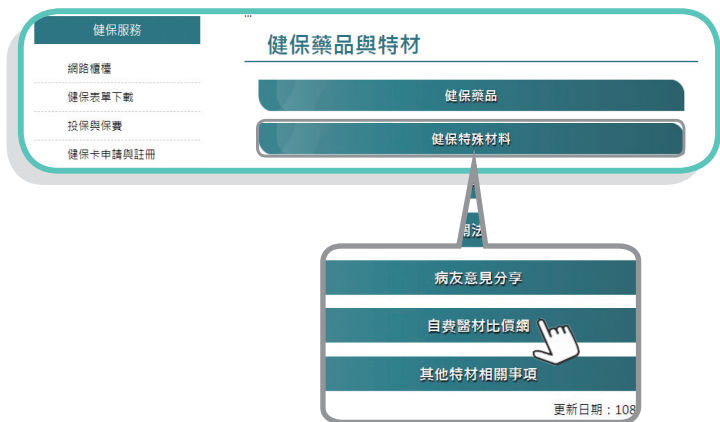 健保服務
網路櫃檯
健保表單下載
投保與保費
健保卡申請與註冊
...
健保藥品與特材
健保藥品
健保特殊材料
病友意見分享
自費醫材比價網
其他特材相關事項
更新日期：108